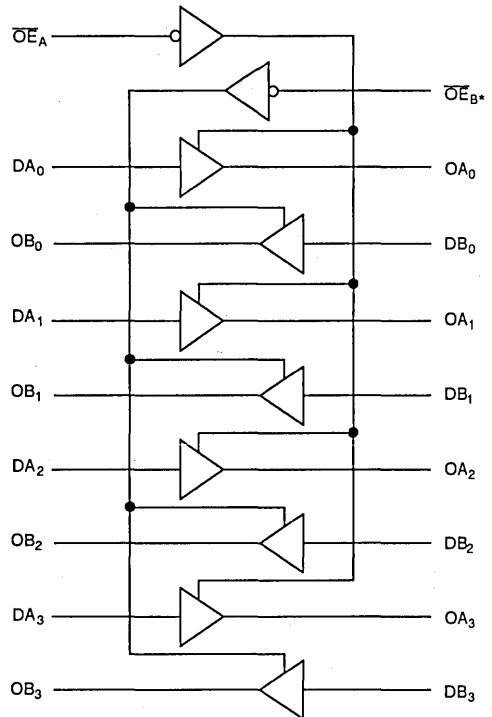 OE_A
OE_B*
DA0 OA0
OB0 DB0
DA1 OA1
OB1 DB1
DA2 OA2
OB2 DB2
DA3 OA3
OB3 DB3